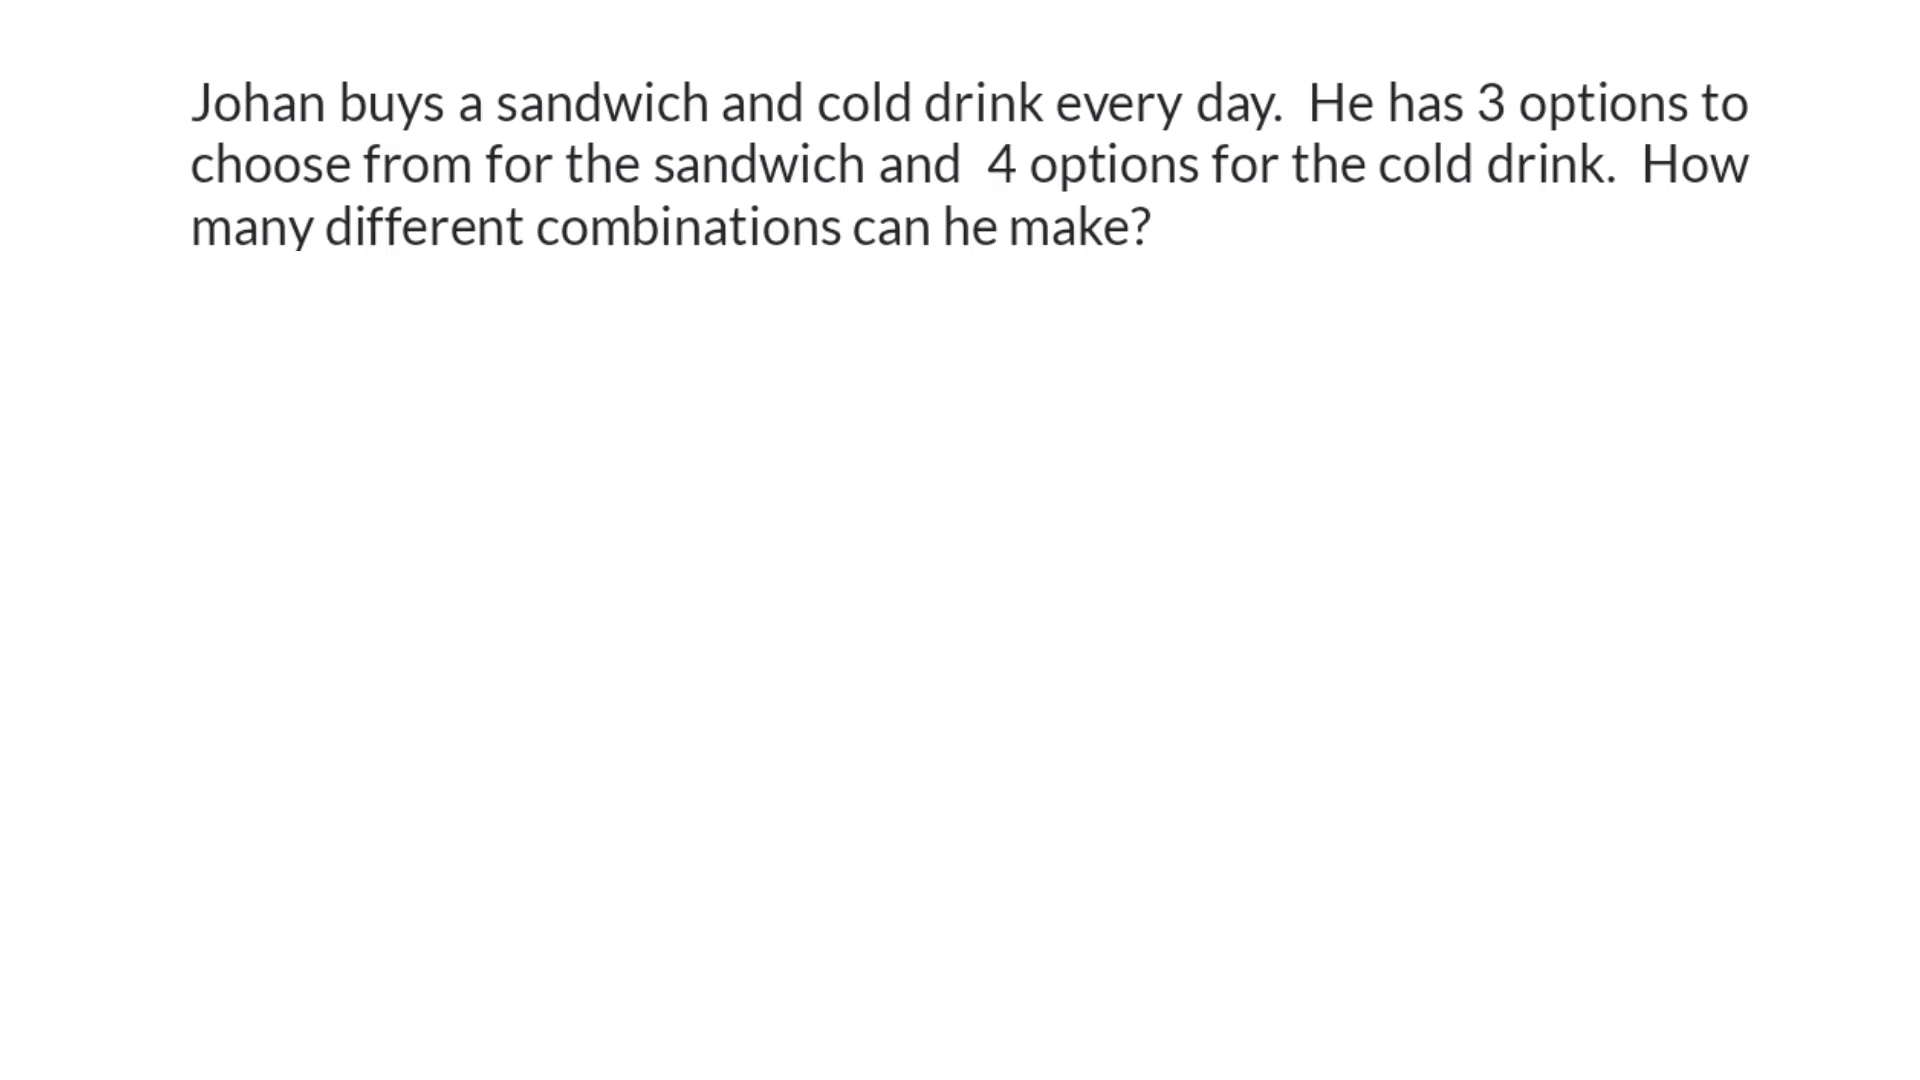 Johan buys a sandwich and cold drink every day.  He has 3 options to
choose from for the sandwich and  4 options for the cold drink.  How
many different combinations can he make?